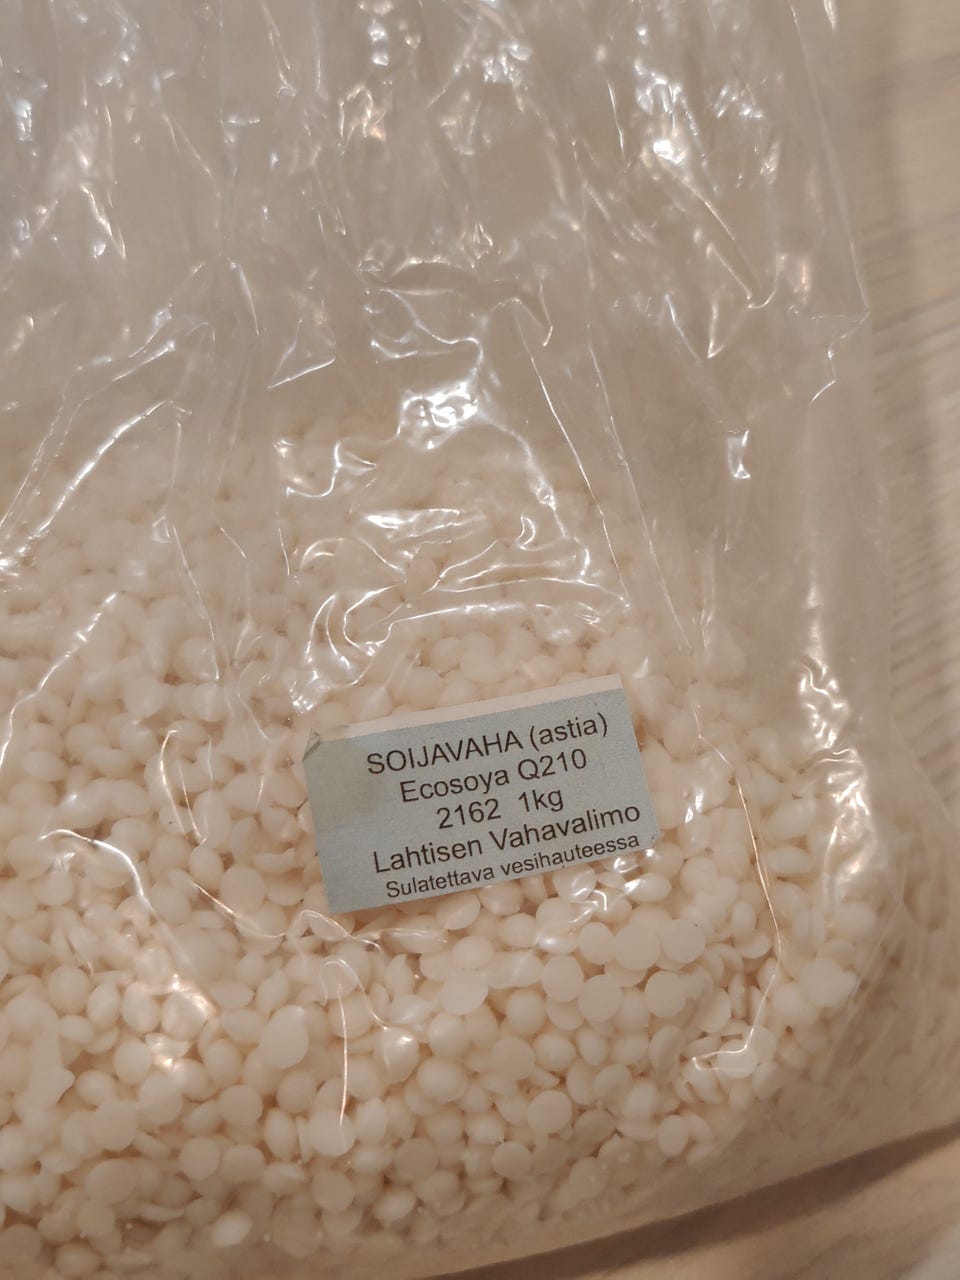 SOIJAVAHA (astia)
Ecosoya Q210
2162 1kg
Lahtisen Vahavalimo
Sulatettava vesihauteessa